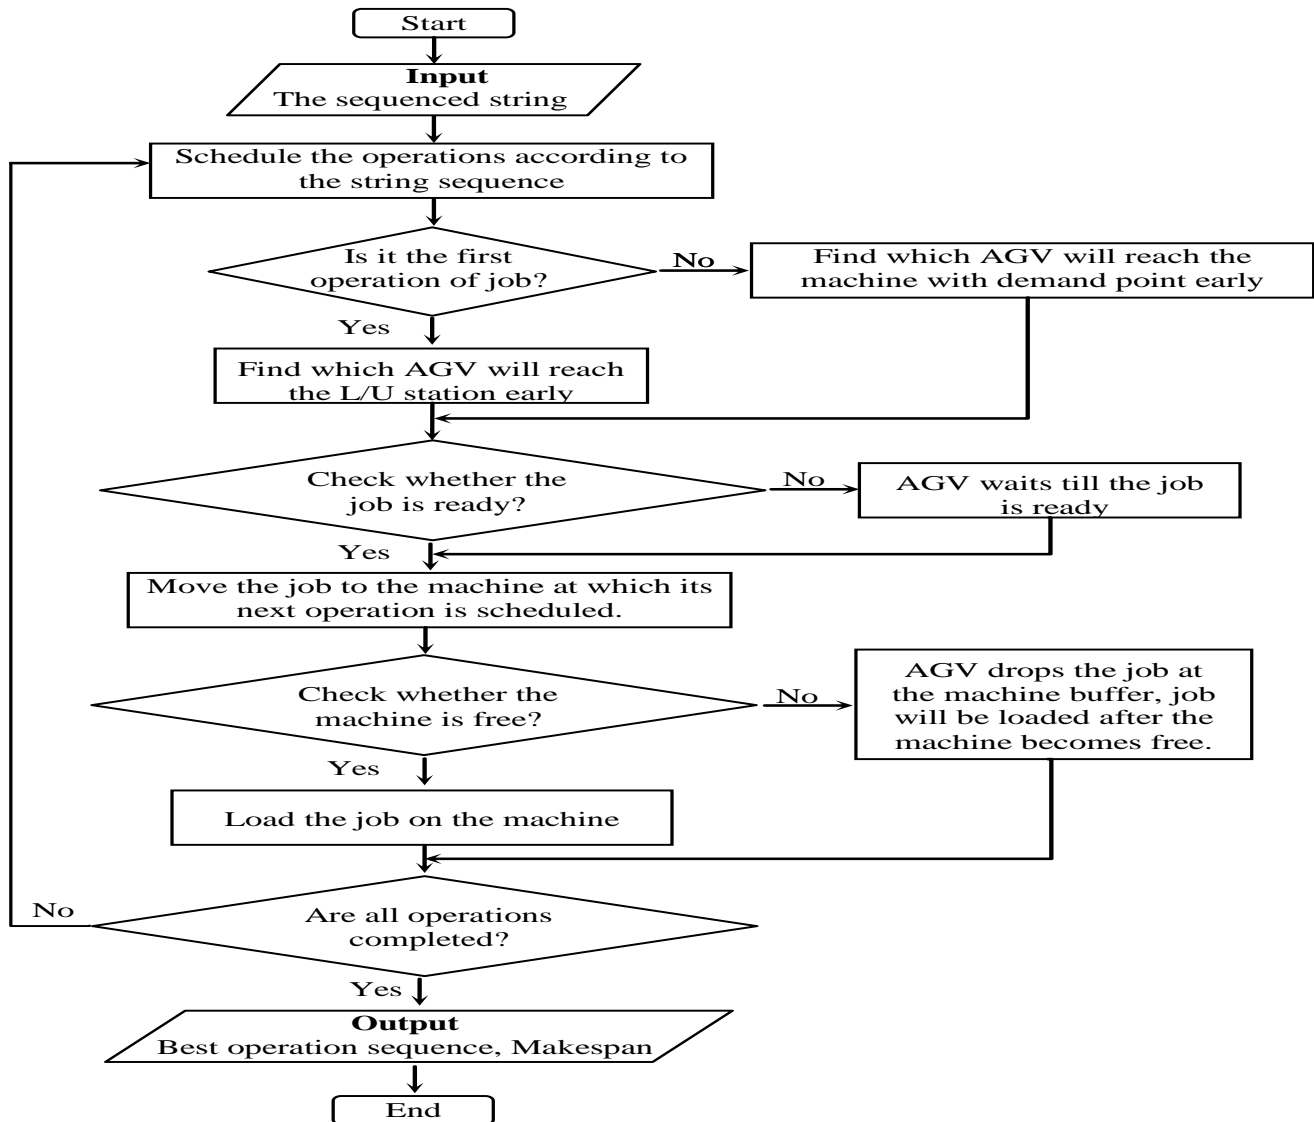 Start
Input
The sequenced string
Schedule the operations according to
the string sequence
Is it the first
operation of job?
No
Find which AGV will reach the
machine with demand point early
Yes
Find which AGV will reach
the L/U station early
Check whether the
job is ready?
No
AGV waits till the job
is ready
Yes
Move the job to the machine at which its
next operation is scheduled.
Check whether the
machine is free?
No
AGV drops the job at
the machine buffer, job
will be loaded after the
machine becomes free.
Yes
Load the job on the machine
No
Are all operations
completed?
Yes
Output
Best operation sequence, Makespan
End